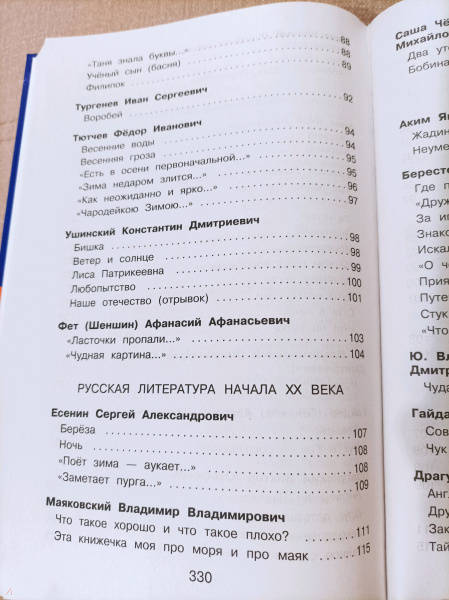 «Таня знала буквы...» 88
Учёный сын (басня) 88
Филипок 89
Тургенев Иван Сергеевич
Воробей 92
Тютчев Фёдор Иванович
Весенние воды 94
Весенняя гроза 94
«Есть в осени первоначальной...» 95
«Зима недаром злится...» 95
«Как неожиданно и ярко...» 96
«Чародейкою Зимою...» 97
Ушинский Константин Дмитриевич
Бишка 98
Ветер и солнце 98
Лиса Патрикеевна 99
Любопытство 100
Наше отечество (отрывок) 101
Фет (Шеншин) Афанасий Афанасьевич
«Ласточки пропали...» 103
«Чудная картина...» 104
РУССКАЯ ЛИТЕРАТУРА НАЧАЛА XX ВЕКА
Есенин Сергей Александрович
Берёза 107
Ночь 108
«Поёт зима — аукает...» 108
«Заметает пурга...» 109
Маяковский Владимир Владимирович
Что такое хорошо и что такое плохо? 111
Эта книжечка моя про моря и про маяк 115
330
Саша Чё
Михайло
Два ут
Бобина
Аким Я
Жадин
Неуме
Бересто
Где п
«Друж
За иг
Знако
Искал
«О ч
Прия
Путе
Стук
«Что
Ю. Вл
Дмитри
Чуда
Гайда
Сов
Чук
Драгу
Анг
Дру
Зак
Тай